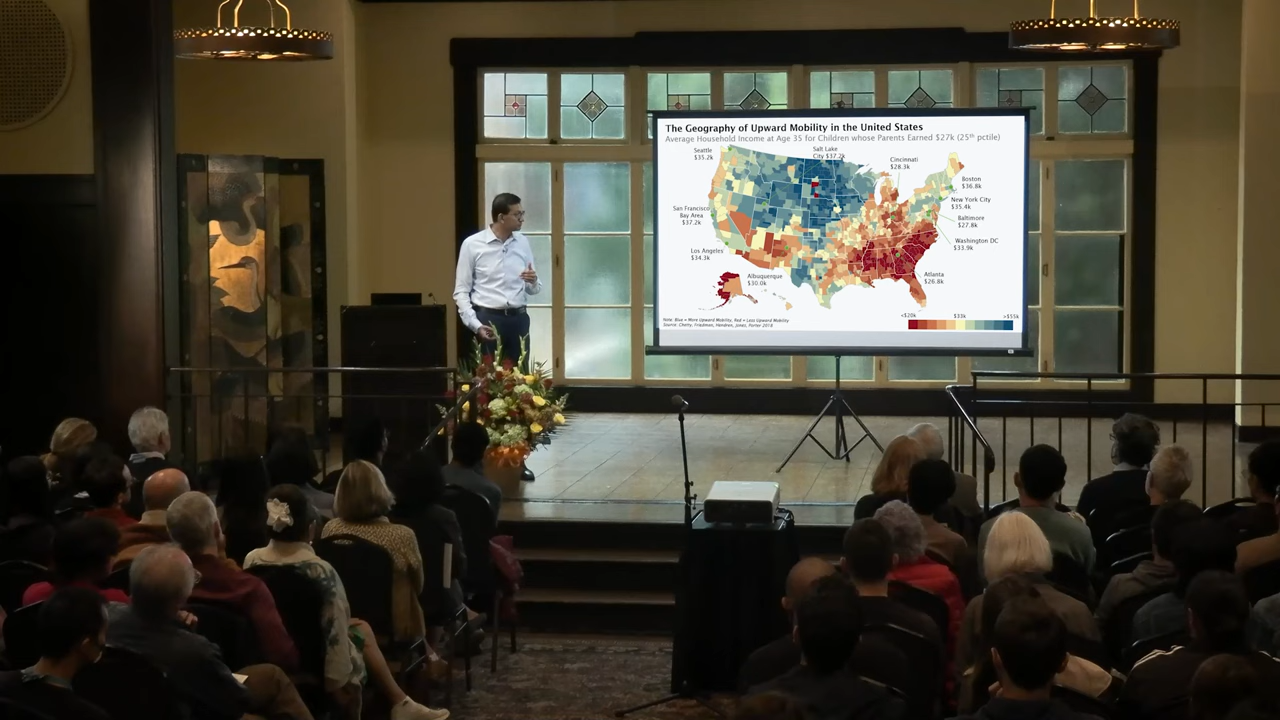 The Geography of Upward Mobility in the United States
Average Household Income at Age 35 for Children whose Parents Earned $27k (25th pctile)
Seattle
$35.2k
Salt Lake
City $37.2k
Cincinnati
$28.3k
Boston
$36.8k
New York City
$35.4k
San Francisco
Bay Area
$37.2k
Baltimore
$27.8k
Washington DC
$33.9k
Los Angeles
$34.3k
Albuquerque
$30.0k
Atlanta
$26.8k
<$20k
$33k
>$55k
Note: Blue = More Upward Mobility, Red = Less Upward Mobility
Source: Chetty, Friedman, Hendren, Jones, Porter 2018